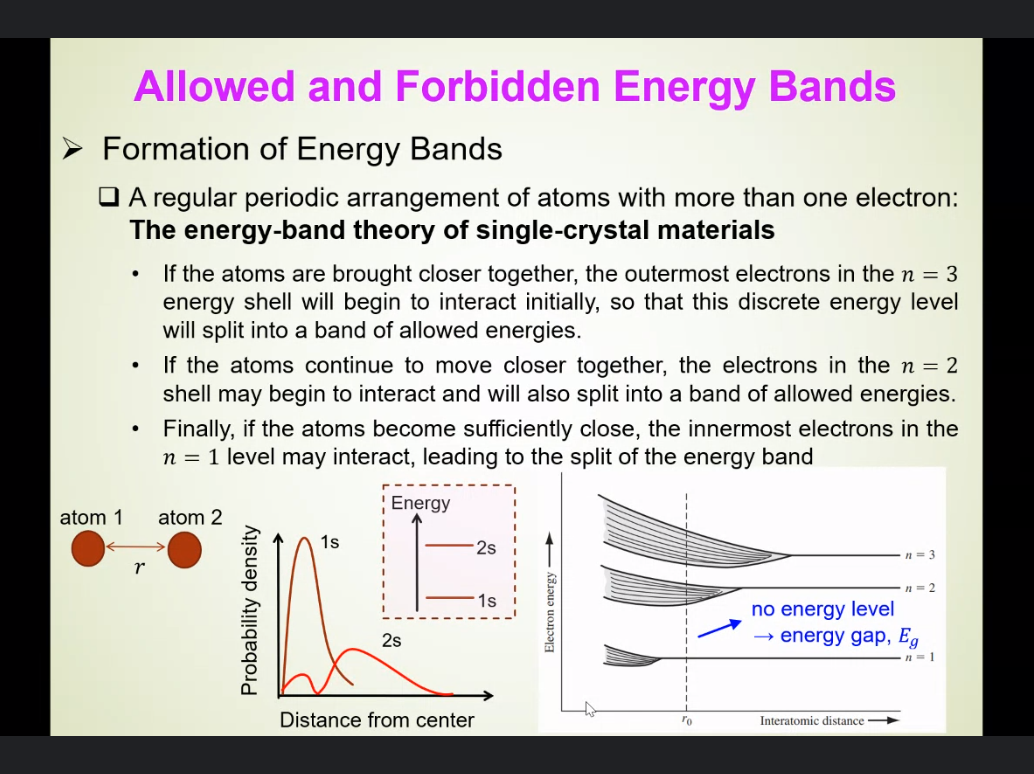 Allowed and Forbidden Energy Bands
➢ Formation of Energy Bands
❑ A regular periodic arrangement of atoms with more than one electron:
The energy-band theory of single-crystal materials
• If the atoms are brought closer together, the outermost electrons in the n = 3
energy shell will begin to interact initially, so that this discrete energy level
will split into a band of allowed energies.
• If the atoms continue to move closer together, the electrons in the n = 2
shell may begin to interact and will also split into a band of allowed energies.
• Finally, if the atoms become sufficiently close, the innermost electrons in the
n = 1 level may interact, leading to the split of the energy band
atom 1
atom 2
r
Probability density
1s
2s
Distance from center
Energy
2s
1s
Electron energy
n = 3
n = 2
no energy level
→ energy gap, E_g
n = 1
r_0
Interatomic distance